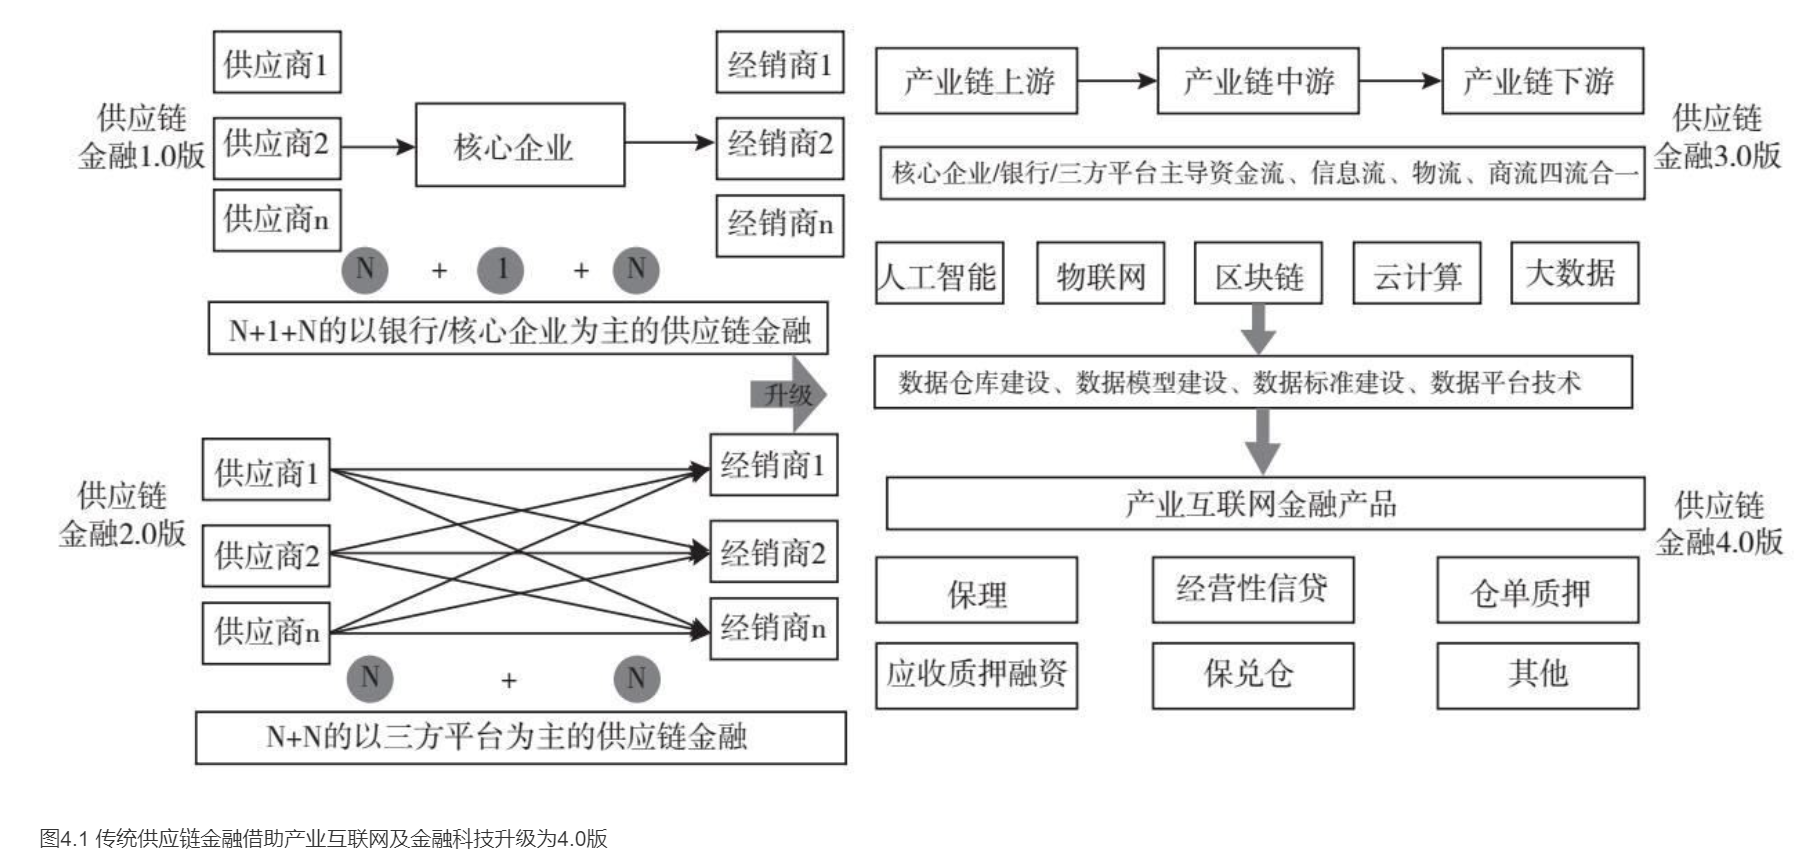 供应商1
供应商2
供应商n
供应链
金融1.0版
核心企业
经销商1
经销商2
经销商n
N + 1 + N
N+1+N的以银行/核心企业为主的供应链金融
升级
供应链
金融2.0版
供应商1
供应商2
供应商n
经销商1
经销商2
经销商n
N + N
N+N的以三方平台为主的供应链金融
产业链上游
产业链中游
产业链下游
供应链
金融3.0版
核心企业/银行/三方平台主导资金流、信息流、物流、商流四流合一
人工智能
物联网
区块链
云计算
大数据
数据仓库建设、数据模型建设、数据标准建设、数据平台技术
产业互联网金融产品
供应链
金融4.0版
保理
经营性信贷
仓单质押
应收质押融资
保兑仓
其他
图4.1 传统供应链金融借助产业互联网及金融科技升级为4.0版